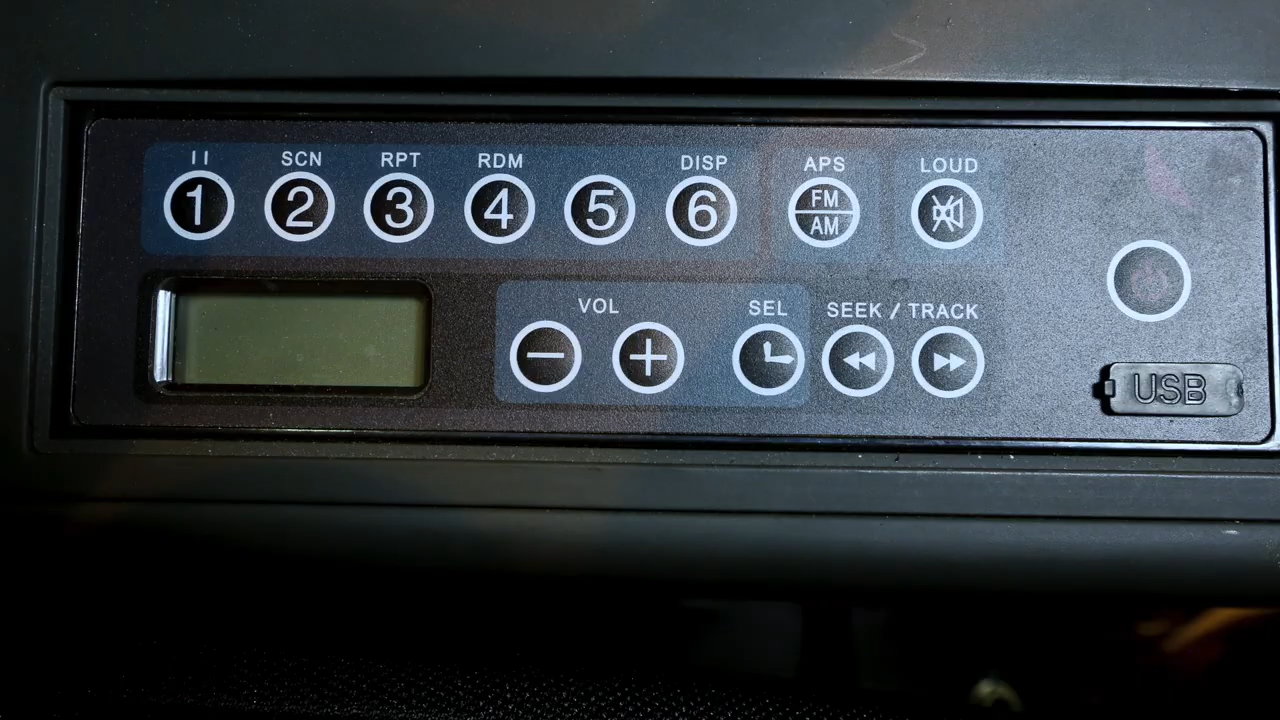 II SCN RPT RDM DISP APS LOUD
1 2 3 4 5 6 FM AM
VOL SEL SEEK / TRACK
USB